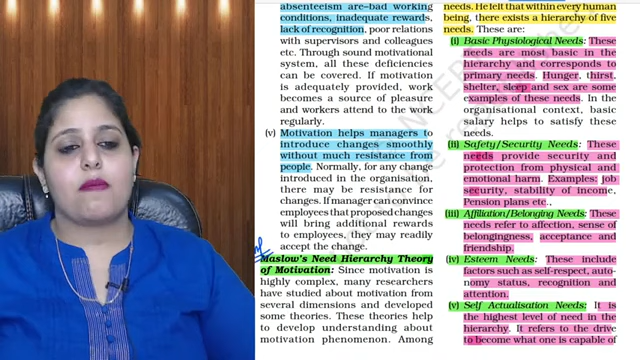 absenteeism are–bad working
conditions, inadequate rewards,
lack of recognition, poor relations
with supervisors and colleagues
etc. Through sound motivational
system, all these deficiencies
can be covered. If motivation
is adequately provided, work
becomes a source of pleasure
and workers attend to the work
regularly.
(v) Motivation helps managers to
introduce changes smoothly
without much resistance from
people. Normally, for any change
introduced in the organisation,
there may be resistance for
changes. If manager can convince
employees that proposed changes
will bring additional rewards
to employees, they may readily
accept the change.
Maslow's Need Hierarchy Theory
of Motivation: Since motivation is
highly complex, many researchers
have studied about motivation from
several dimensions and developed
some theories. These theories help
to develop understanding about
motivation phenomenon. Among
needs. He felt that within every human
being, there exists a hierarchy of five
needs. These are:
(i) Basic Physiological Needs: These
needs are most basic in the
hierarchy and corresponds to
primary needs. Hunger, thirst,
shelter, sleep and sex are some
examples of these needs. In the
organisational context, basic
salary helps to satisfy these
needs.
(ii) Safety/Security Needs: These
needs provide security and
protection from physical and
emotional harm. Examples: job
security, stability of income,
Pension plans etc.,
(iii) Affiliation/Belonging Needs: These
needs refer to affection, sense of
belongingness, acceptance and
friendship.
(iv) Esteem Needs: These include
factors such as self-respect, auto-
nomy status, recognition and
attention.
(v) Self Actualisation Needs: It is
the highest level of need in the
hierarchy. It refers to the drive
to become what one is capable of